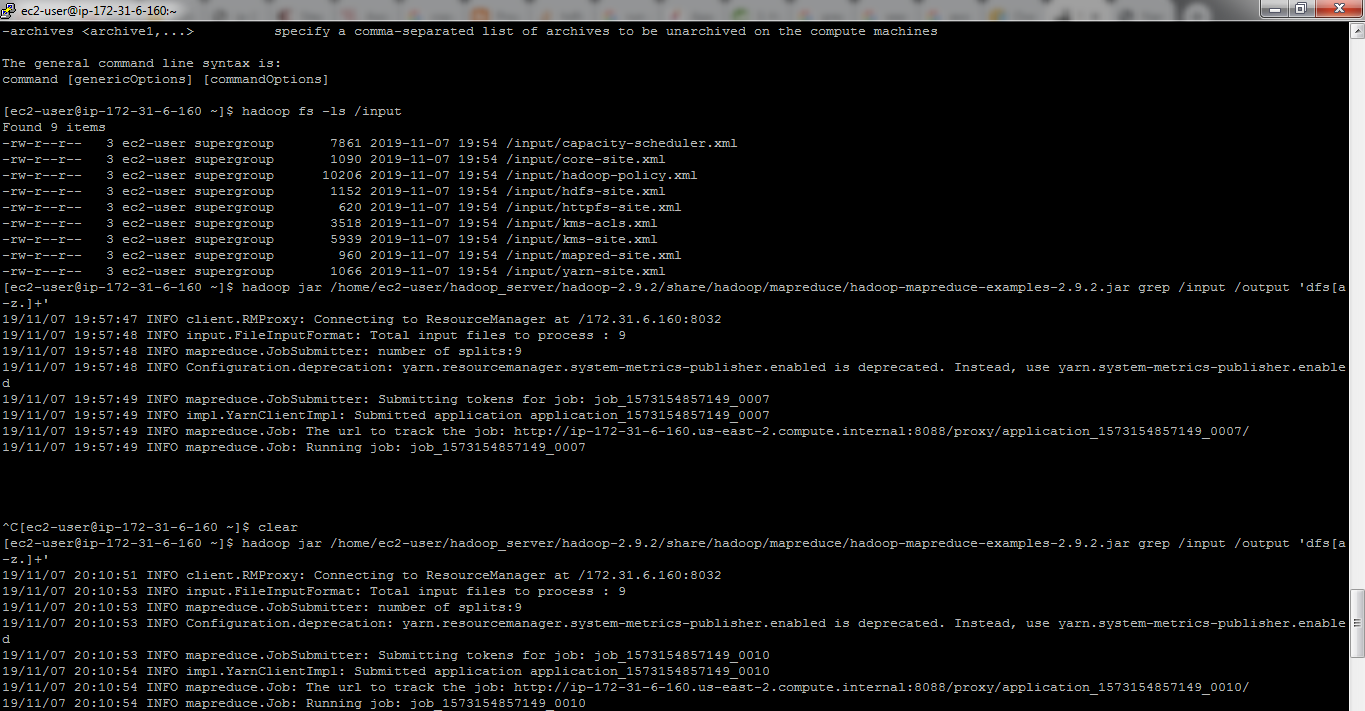 ec2-user@ip-172-31-6-160:~
-archives <archive1,...>          specify a comma-separated list of archives to be unarchived on the compute machines
The general command line syntax is:
command [genericOptions] [commandOptions]
[ec2-user@ip-172-31-6-160 ~]$ hadoop fs -ls /input
Found 9 items
-rw-r--r--   3 ec2-user supergroup       7861 2019-11-07 19:54 /input/capacity-scheduler.xml
-rw-r--r--   3 ec2-user supergroup       1090 2019-11-07 19:54 /input/core-site.xml
-rw-r--r--   3 ec2-user supergroup      10206 2019-11-07 19:54 /input/hadoop-policy.xml
-rw-r--r--   3 ec2-user supergroup       1152 2019-11-07 19:54 /input/hdfs-site.xml
-rw-r--r--   3 ec2-user supergroup        620 2019-11-07 19:54 /input/httpfs-site.xml
-rw-r--r--   3 ec2-user supergroup       3518 2019-11-07 19:54 /input/kms-acls.xml
-rw-r--r--   3 ec2-user supergroup       5939 2019-11-07 19:54 /input/kms-site.xml
-rw-r--r--   3 ec2-user supergroup        960 2019-11-07 19:54 /input/mapred-site.xml
-rw-r--r--   3 ec2-user supergroup       1066 2019-11-07 19:54 /input/yarn-site.xml
[ec2-user@ip-172-31-6-160 ~]$ hadoop jar /home/ec2-user/hadoop_server/hadoop-2.9.2/share/hadoop/mapreduce/hadoop-mapreduce-examples-2.9.2.jar grep /input /output 'dfs[a
-z.]+'
19/11/07 19:57:47 INFO client.RMProxy: Connecting to ResourceManager at /172.31.6.160:8032
19/11/07 19:57:48 INFO input.FileInputFormat: Total input files to process : 9
19/11/07 19:57:48 INFO mapreduce.JobSubmitter: number of splits:9
19/11/07 19:57:48 INFO Configuration.deprecation: yarn.resourcemanager.system-metrics-publisher.enabled is deprecated. Instead, use yarn.system-metrics-publisher.enable
d
19/11/07 19:57:49 INFO mapreduce.JobSubmitter: Submitting tokens for job: job_1573154857149_0007
19/11/07 19:57:49 INFO impl.YarnClientImpl: Submitted application application_1573154857149_0007
19/11/07 19:57:49 INFO mapreduce.Job: The url to track the job: http://ip-172-31-6-160.us-east-2.compute.internal:8088/proxy/application_1573154857149_0007/
19/11/07 19:57:49 INFO mapreduce.Job: Running job: job_1573154857149_0007
^C[ec2-user@ip-172-31-6-160 ~]$ clear
[ec2-user@ip-172-31-6-160 ~]$ hadoop jar /home/ec2-user/hadoop_server/hadoop-2.9.2/share/hadoop/mapreduce/hadoop-mapreduce-examples-2.9.2.jar grep /input /output 'dfs[a
-z.]+'
19/11/07 20:10:51 INFO client.RMProxy: Connecting to ResourceManager at /172.31.6.160:8032
19/11/07 20:10:53 INFO input.FileInputFormat: Total input files to process : 9
19/11/07 20:10:53 INFO mapreduce.JobSubmitter: number of splits:9
19/11/07 20:10:53 INFO Configuration.deprecation: yarn.resourcemanager.system-metrics-publisher.enabled is deprecated. Instead, use yarn.system-metrics-publisher.enable
d
19/11/07 20:10:53 INFO mapreduce.JobSubmitter: Submitting tokens for job: job_1573154857149_0010
19/11/07 20:10:54 INFO impl.YarnClientImpl: Submitted application application_1573154857149_0010
19/11/07 20:10:54 INFO mapreduce.Job: The url to track the job: http://ip-172-31-6-160.us-east-2.compute.internal:8088/proxy/application_1573154857149_0010/
19/11/07 20:10:54 INFO mapreduce.Job: Running job: job_1573154857149_0010